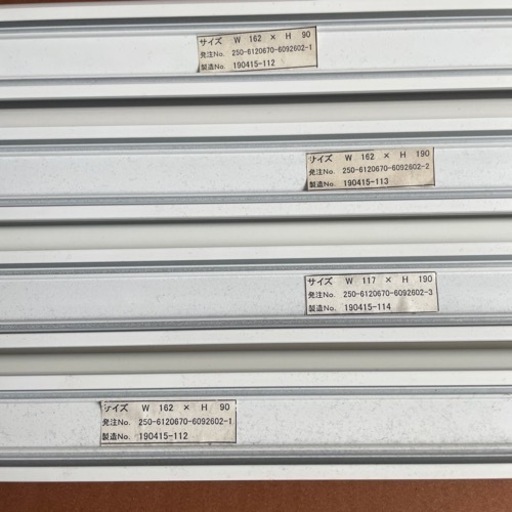 サイズ W 162 × H 90
発注No. 250-6120670-6092602-1
製造No. 190415-112
サイズ W 162 × H 190
発注No. 250-6120670-6092602-2
製造No. 190415-113
サイズ W 117 × H 190
発注No. 250-6120670-6092602-3
製造No. 190415-114
サイズ W 162 × H 90
発注No. 250-6120670-6092602-1
製造No. 190415-112